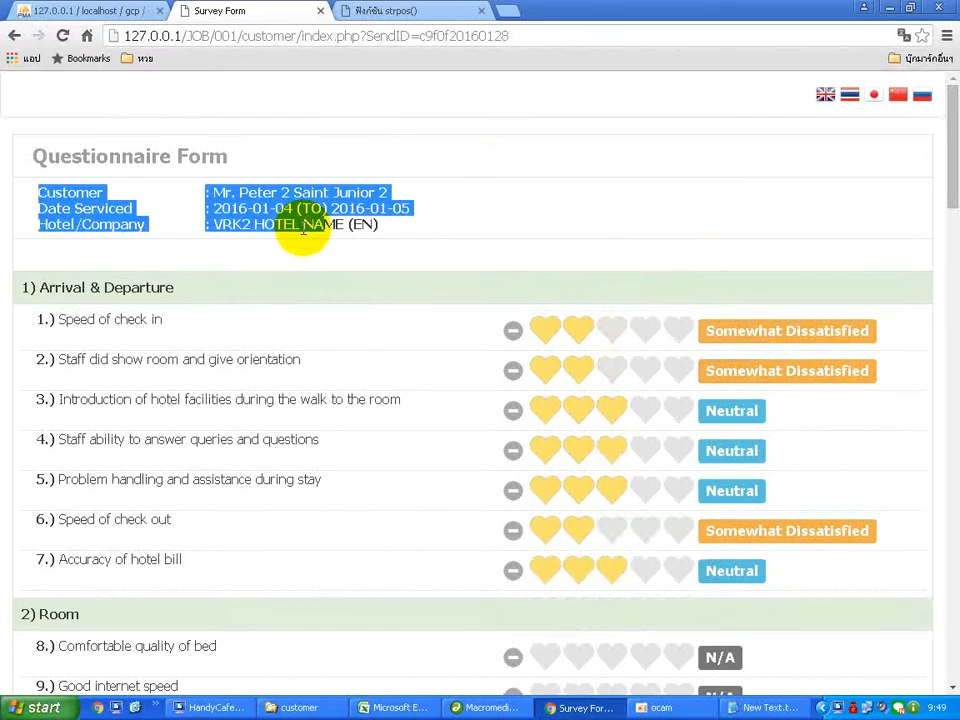 127.0.0.1 / localhost / gcp /
Survey Form
ฟังก์ชัน strpos()
127.0.0.1/JOB/001/customer/index.php?SendID=c9f0f20160128
แอป
Bookmarks
หวย
บุ๊กมาร์กอื่นๆ
Questionnaire Form
Customer : Mr. Peter 2 Saint Junior 2
Date Serviced : 2016-01-04 (TO) 2016-01-05
Hotel/Company : VRK2 HOTEL NAME (EN)
1) Arrival & Departure
1.) Speed of check in Somewhat Dissatisfied
2.) Staff did show room and give orientation Somewhat Dissatisfied
3.) Introduction of hotel facilities during the walk to the room Neutral
4.) Staff ability to answer queries and questions Neutral
5.) Problem handling and assistance during stay Neutral
6.) Speed of check out Somewhat Dissatisfied
7.) Accuracy of hotel bill Neutral
2) Room
8.) Comfortable quality of bed N/A
9.) Good internet speed N/A
start
HandyCafe...
customer
Microsoft E...
Macromedi...
Survey For...
ocam
New Text.t...
9:49